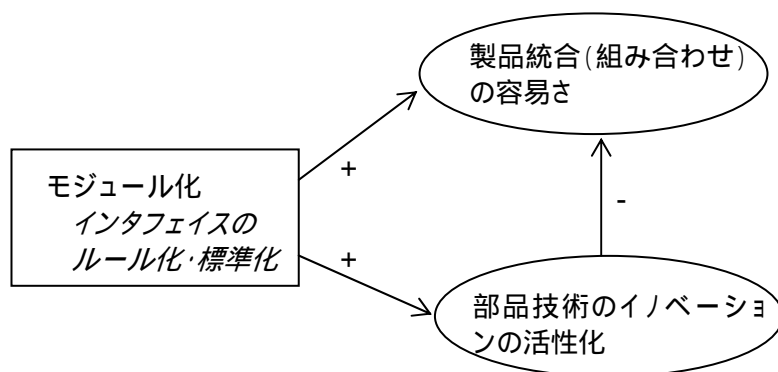 製品統合(組み合わせ)
の容易さ
+
モジュール化
インタフェイスの
ルール化・標準化
-
+
部品技術のイノベーショ
ンの活性化